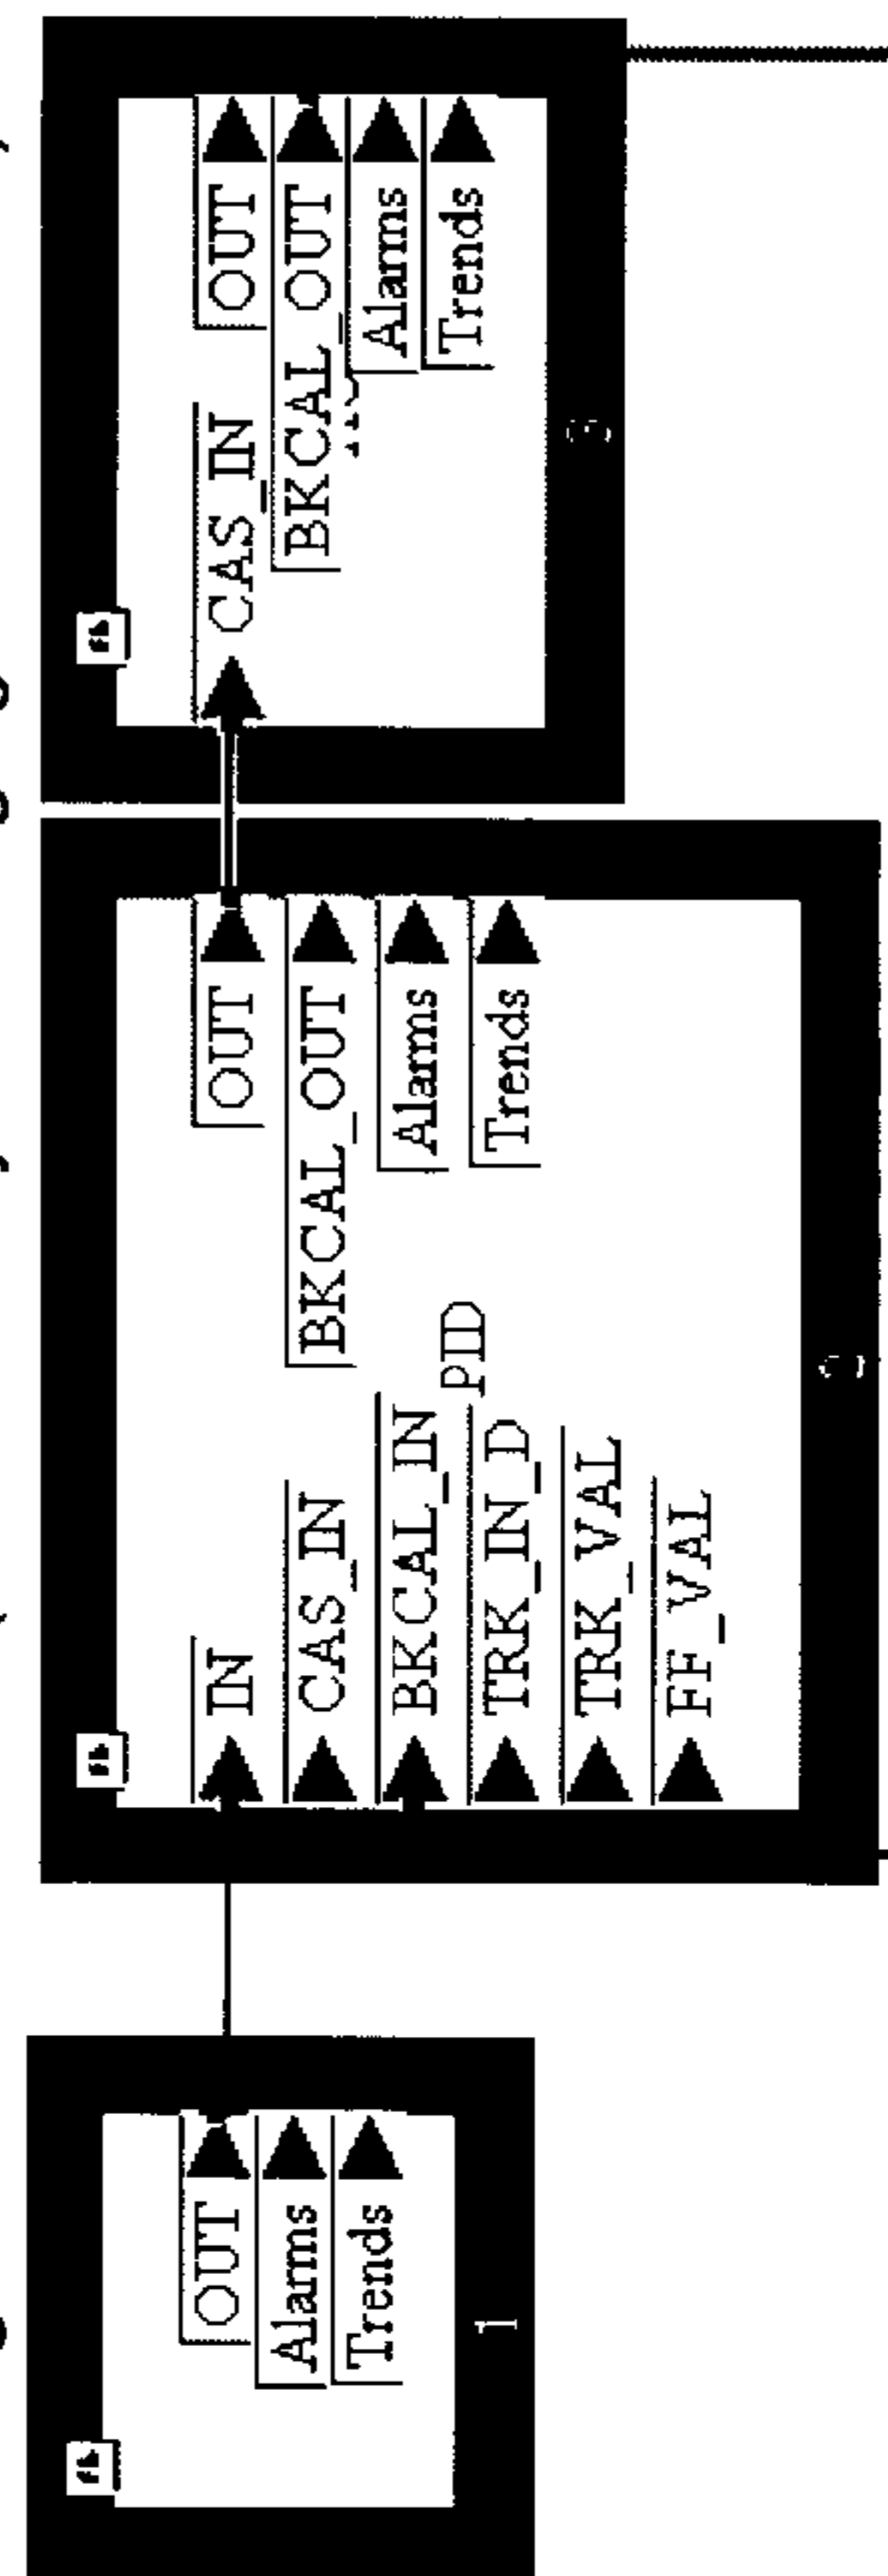 OUT
Alarms
Trends
1
IN
CAS_IN
BKCAL_IN
TRK_IN_D
TRK_VAL
FF_VAL
PID
OUT
BKCAL_OUT
Alarms
Trends
CAS_IN
OUT
BKCAL_OUT
Alarms
Trends